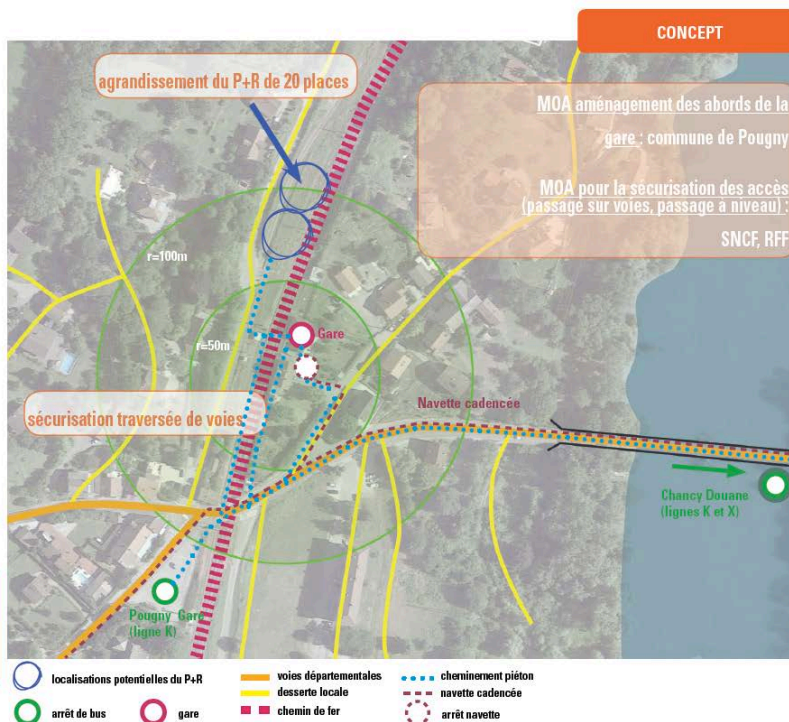 CONCEPT
agrandissement du P+R de 20 places
MOA aménagement des abords de la
gare : commune de Pougny
MOA pour la sécurisation des accès
(passage sur voies, passage à niveau) :
SNCF, RFF
r=100m
r=50m
Gare
sécurisation traversée de voies
Navette cadencée
Chancy Douane
(lignes K et X)
Pougny Gare
(ligne K)
localisations potentielles du P+R
arrêt de bus
gare
voies départementales
desserte locale
chemin de fer
cheminement piéton
navette cadencée
arrêt navette